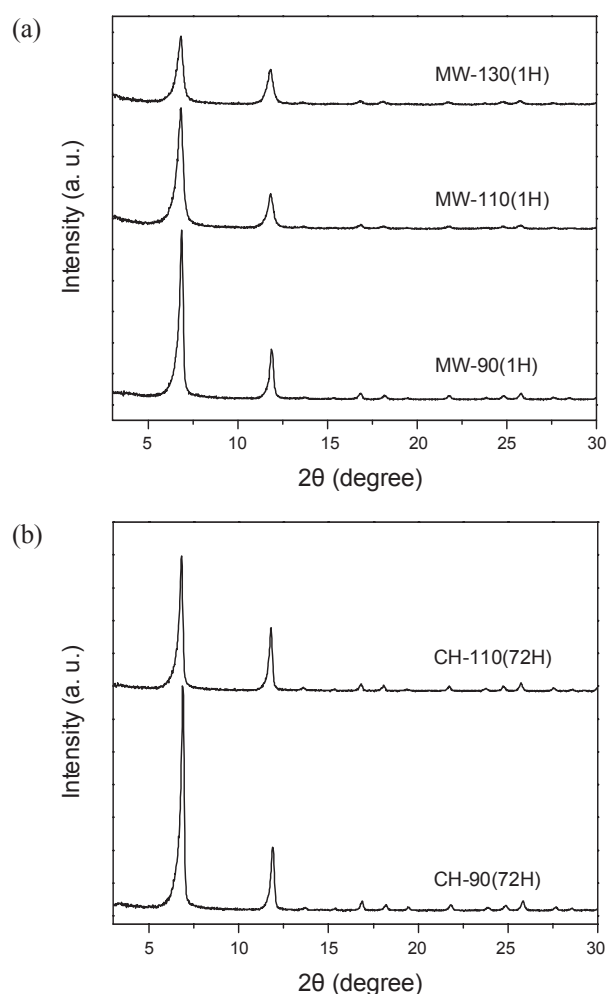 (a)
MW-130(1H)
MW-110(1H)
MW-90(1H)
Intensity (a. u.)
5 10 15 20 25 30
2θ (degree)
(b)
CH-110(72H)
CH-90(72H)
Intensity (a. u.)
5 10 15 20 25 30
2θ (degree)